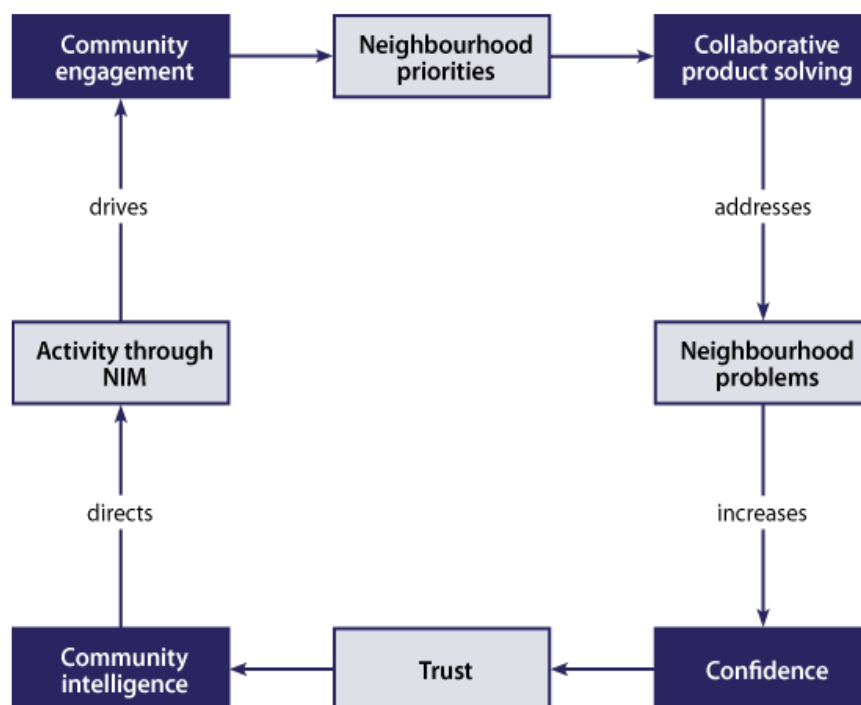 Community
engagement
Neighbourhood
priorities
Collaborative
product solving
drives
addresses
Activity through
NIM
Neighbourhood
problems
directs
increases
Community
intelligence
Trust
Confidence